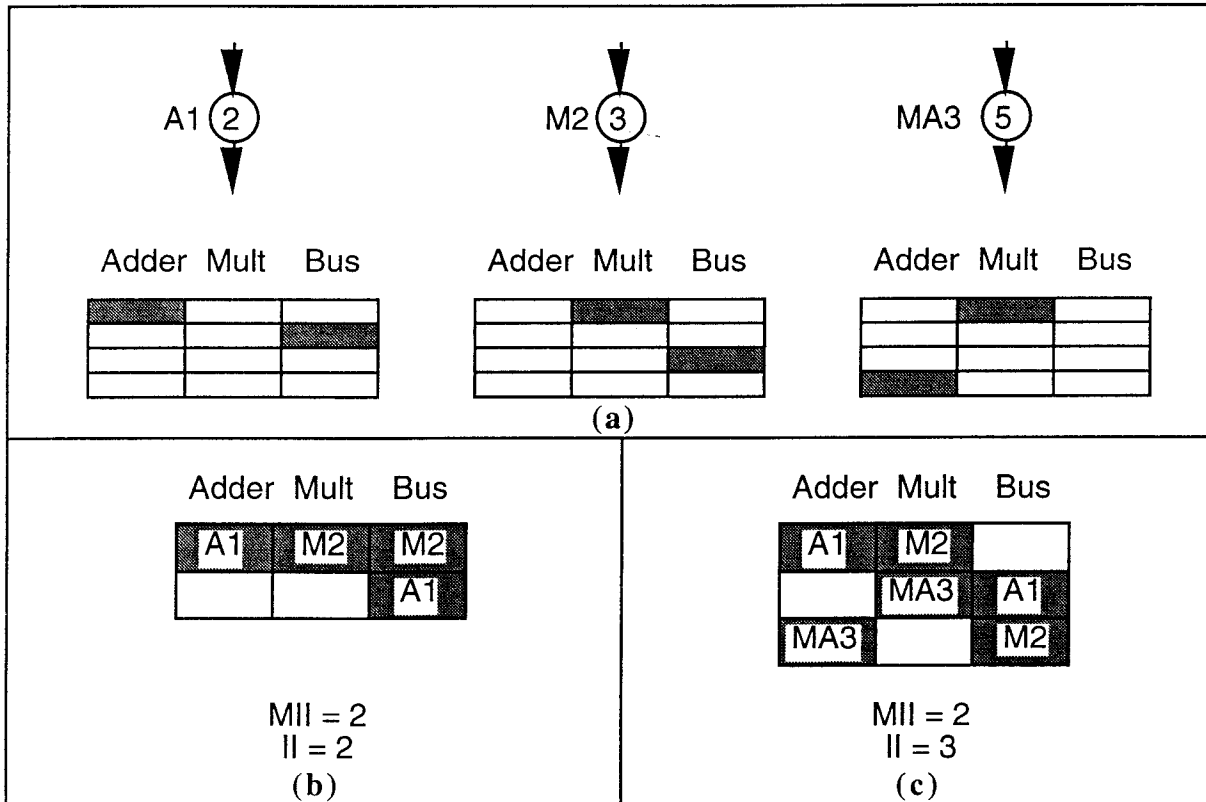 A1 2 M2 3 MA3 5
Adder Mult Bus Adder Mult Bus Adder Mult Bus
(a)
Adder Mult Bus
A1 M2 M2
A1
MII = 2
II = 2
(b)
Adder Mult Bus
A1 M2
MA3 A1
MA3 M2
MII = 2
II = 3
(c)